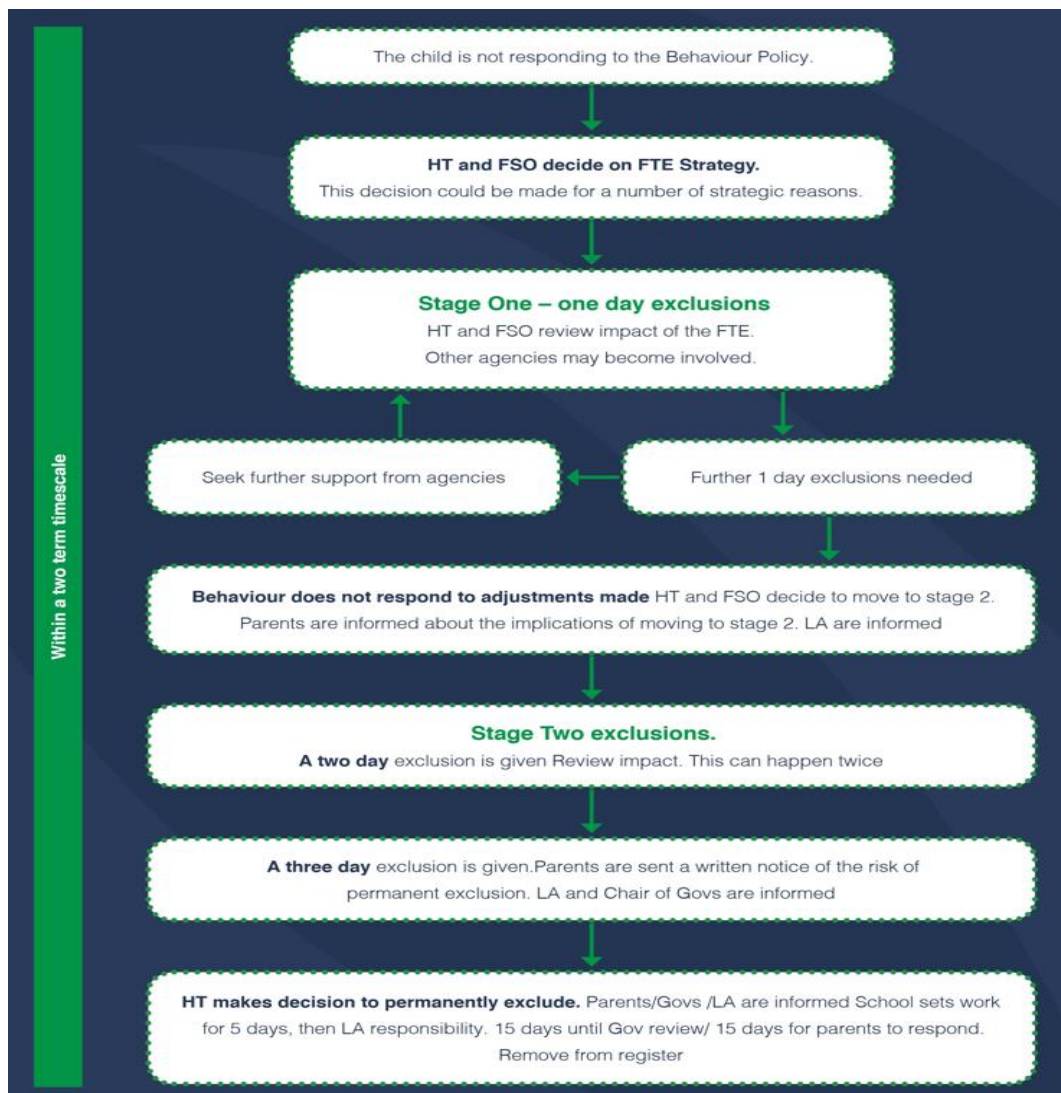 Within a two term timescale
The child is not responding to the Behaviour Policy.
HT and FSO decide on FTE Strategy.
This decision could be made for a number of strategic reasons.
Stage One – one day exclusions
HT and FSO review impact of the FTE.
Other agencies may become involved.
Seek further support from agencies
Further 1 day exclusions needed
Behaviour does not respond to adjustments made HT and FSO decide to move to stage 2.
Parents are informed about the implications of moving to stage 2. LA are informed
Stage Two exclusions.
A two day exclusion is given Review impact. This can happen twice
A three day exclusion is given.Parents are sent a written notice of the risk of
permanent exclusion. LA and Chair of Govs are informed
HT makes decision to permanently exclude. Parents/Govs /LA are informed School sets work
for 5 days, then LA responsibility. 15 days until Gov review/ 15 days for parents to respond.
Remove from register